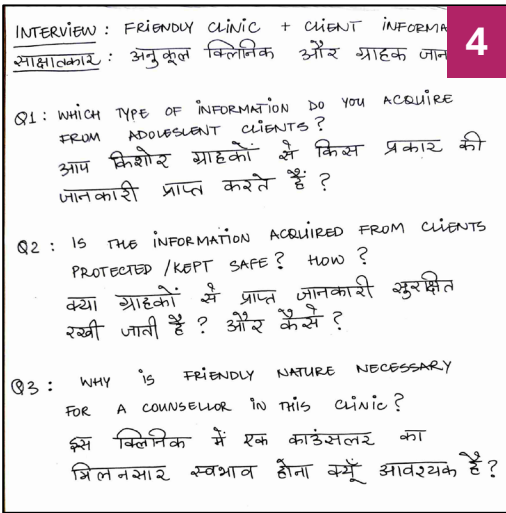 INTERVIEW : FRIENDLY CLINIC + CLIENT INFORMA
4
साक्षात्कार : अनुकूल क्लिनिक और ग्राहक जान
Q1 : WHICH TYPE OF INFORMATION DO YOU ACQUIRE
FROM ADOLESLENT CLIENTS?
आप किशोर ग्राहकों से किस प्रकार की
जानकारी प्राप्त करते हैं ?
Q2 : IS THE INFORMATION ACQUIRED FROM CLIENTS
PROTECTED /KEPT SAFE? HOW ?
क्या ग्राहकों से प्राप्त जानकारी सुरक्षित
रखी जाती है ? और कैसे ?
Q3 : WHY IS FRIENDLY NATURE NECESSARY
FOR A COUNSELLOR IN THIS CLINIC?
इस क्लिनिक में एक काउंसलर का
मिलनसार स्वभाव होना क्यूँ आवश्यक है?